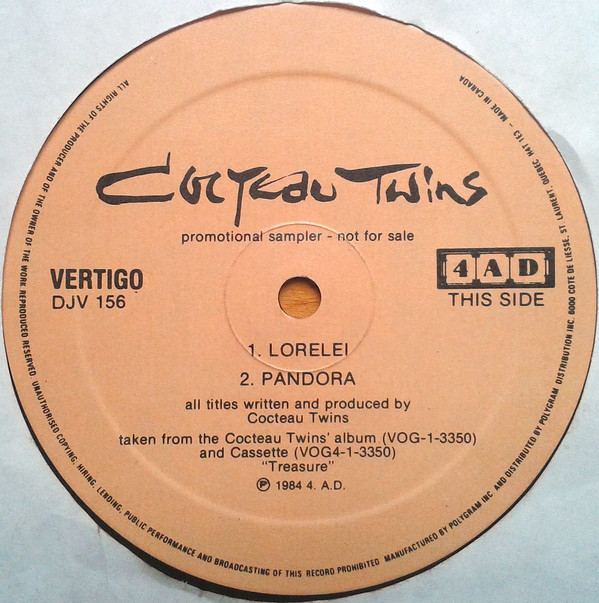 Cocteau Twins
promotional sampler - not for sale
VERTIGO
DJV 156
4AD
THIS SIDE
1. LORELEI
2. PANDORA
all titles written and produced by
Cocteau Twins
taken from the Cocteau Twins' album (VOG-1-3350)
and Cassette (VOG4-1-3350)
"Treasure"
℗ 1984 4. A.D.
ALL RIGHTS OF THE PRODUCER AND OF THE OWNER OF THE WORK REPRODUCED RESERVED. UNAUTHORISED COPYING, HIRING, LENDING, PUBLIC PERFORMANCE AND BROADCASTING OF THIS RECORD PROHIBITED. MANUFACTURED BY POLYGRAM INC. AND DISTRIBUTED BY POLYGRAM DISTRIBUTION INC. 6000 COTE DE LIESSE, ST. LAURENT, QUEBEC. H4T 1E3 – MADE IN CANADA